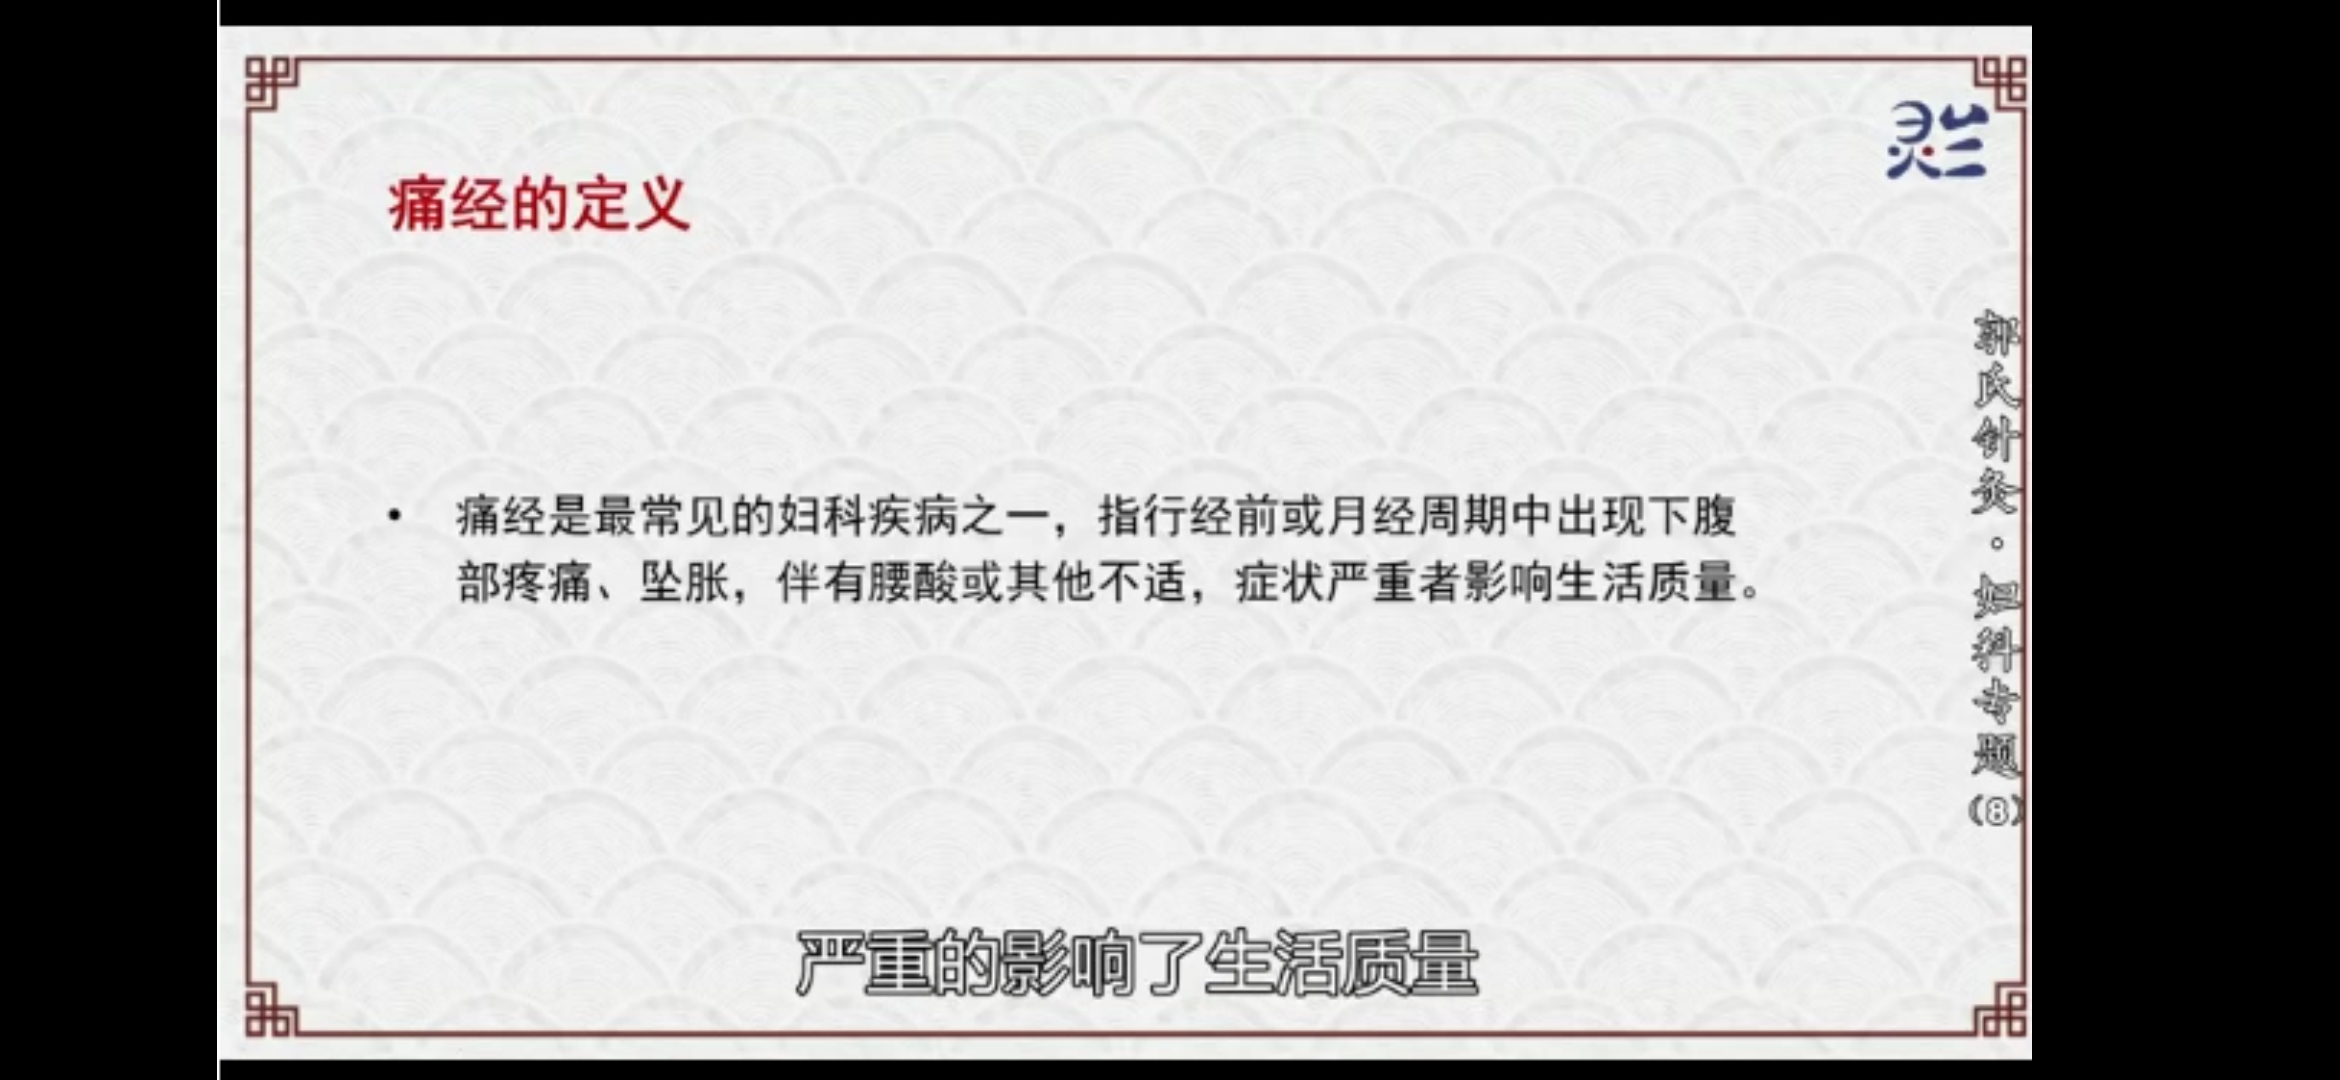 灵兰
痛经的定义
• 痛经是最常见的妇科疾病之一，指行经前或月经周期中出现下腹
部疼痛、坠胀，伴有腰酸或其他不适，症状严重者影响生活质量。
郭氏针灸·妇科专题(8)
严重的影响了生活质量